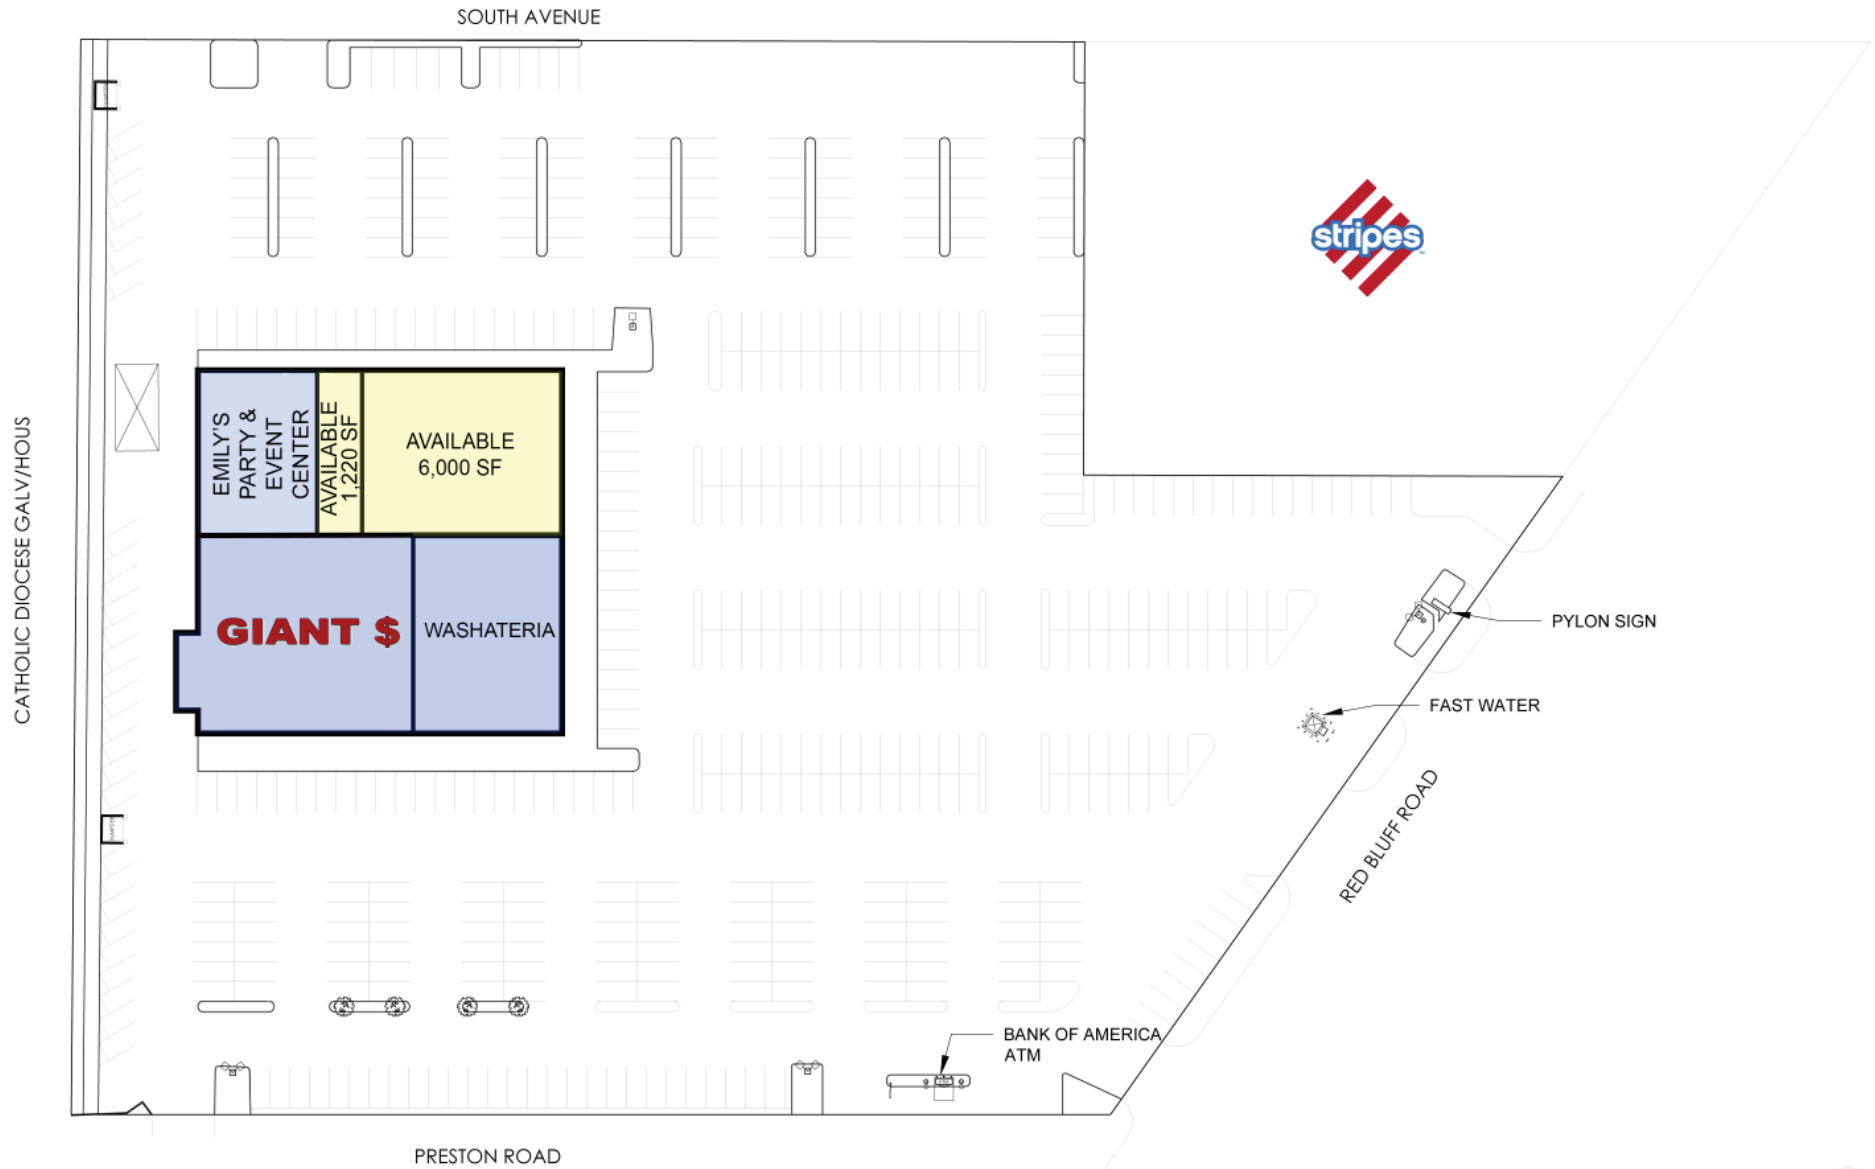 SOUTH AVENUE
stripes
CATHOLIC DIOCESE GALV/HOUS
EMILY'S
PARTY &
EVENT
CENTER
AVAILABLE
1,220 SF
AVAILABLE
6,000 SF
GIANT $
WASHATERIA
PYLON SIGN
FAST WATER
RED BLUFF ROAD
BANK OF AMERICA
ATM
PRESTON ROAD